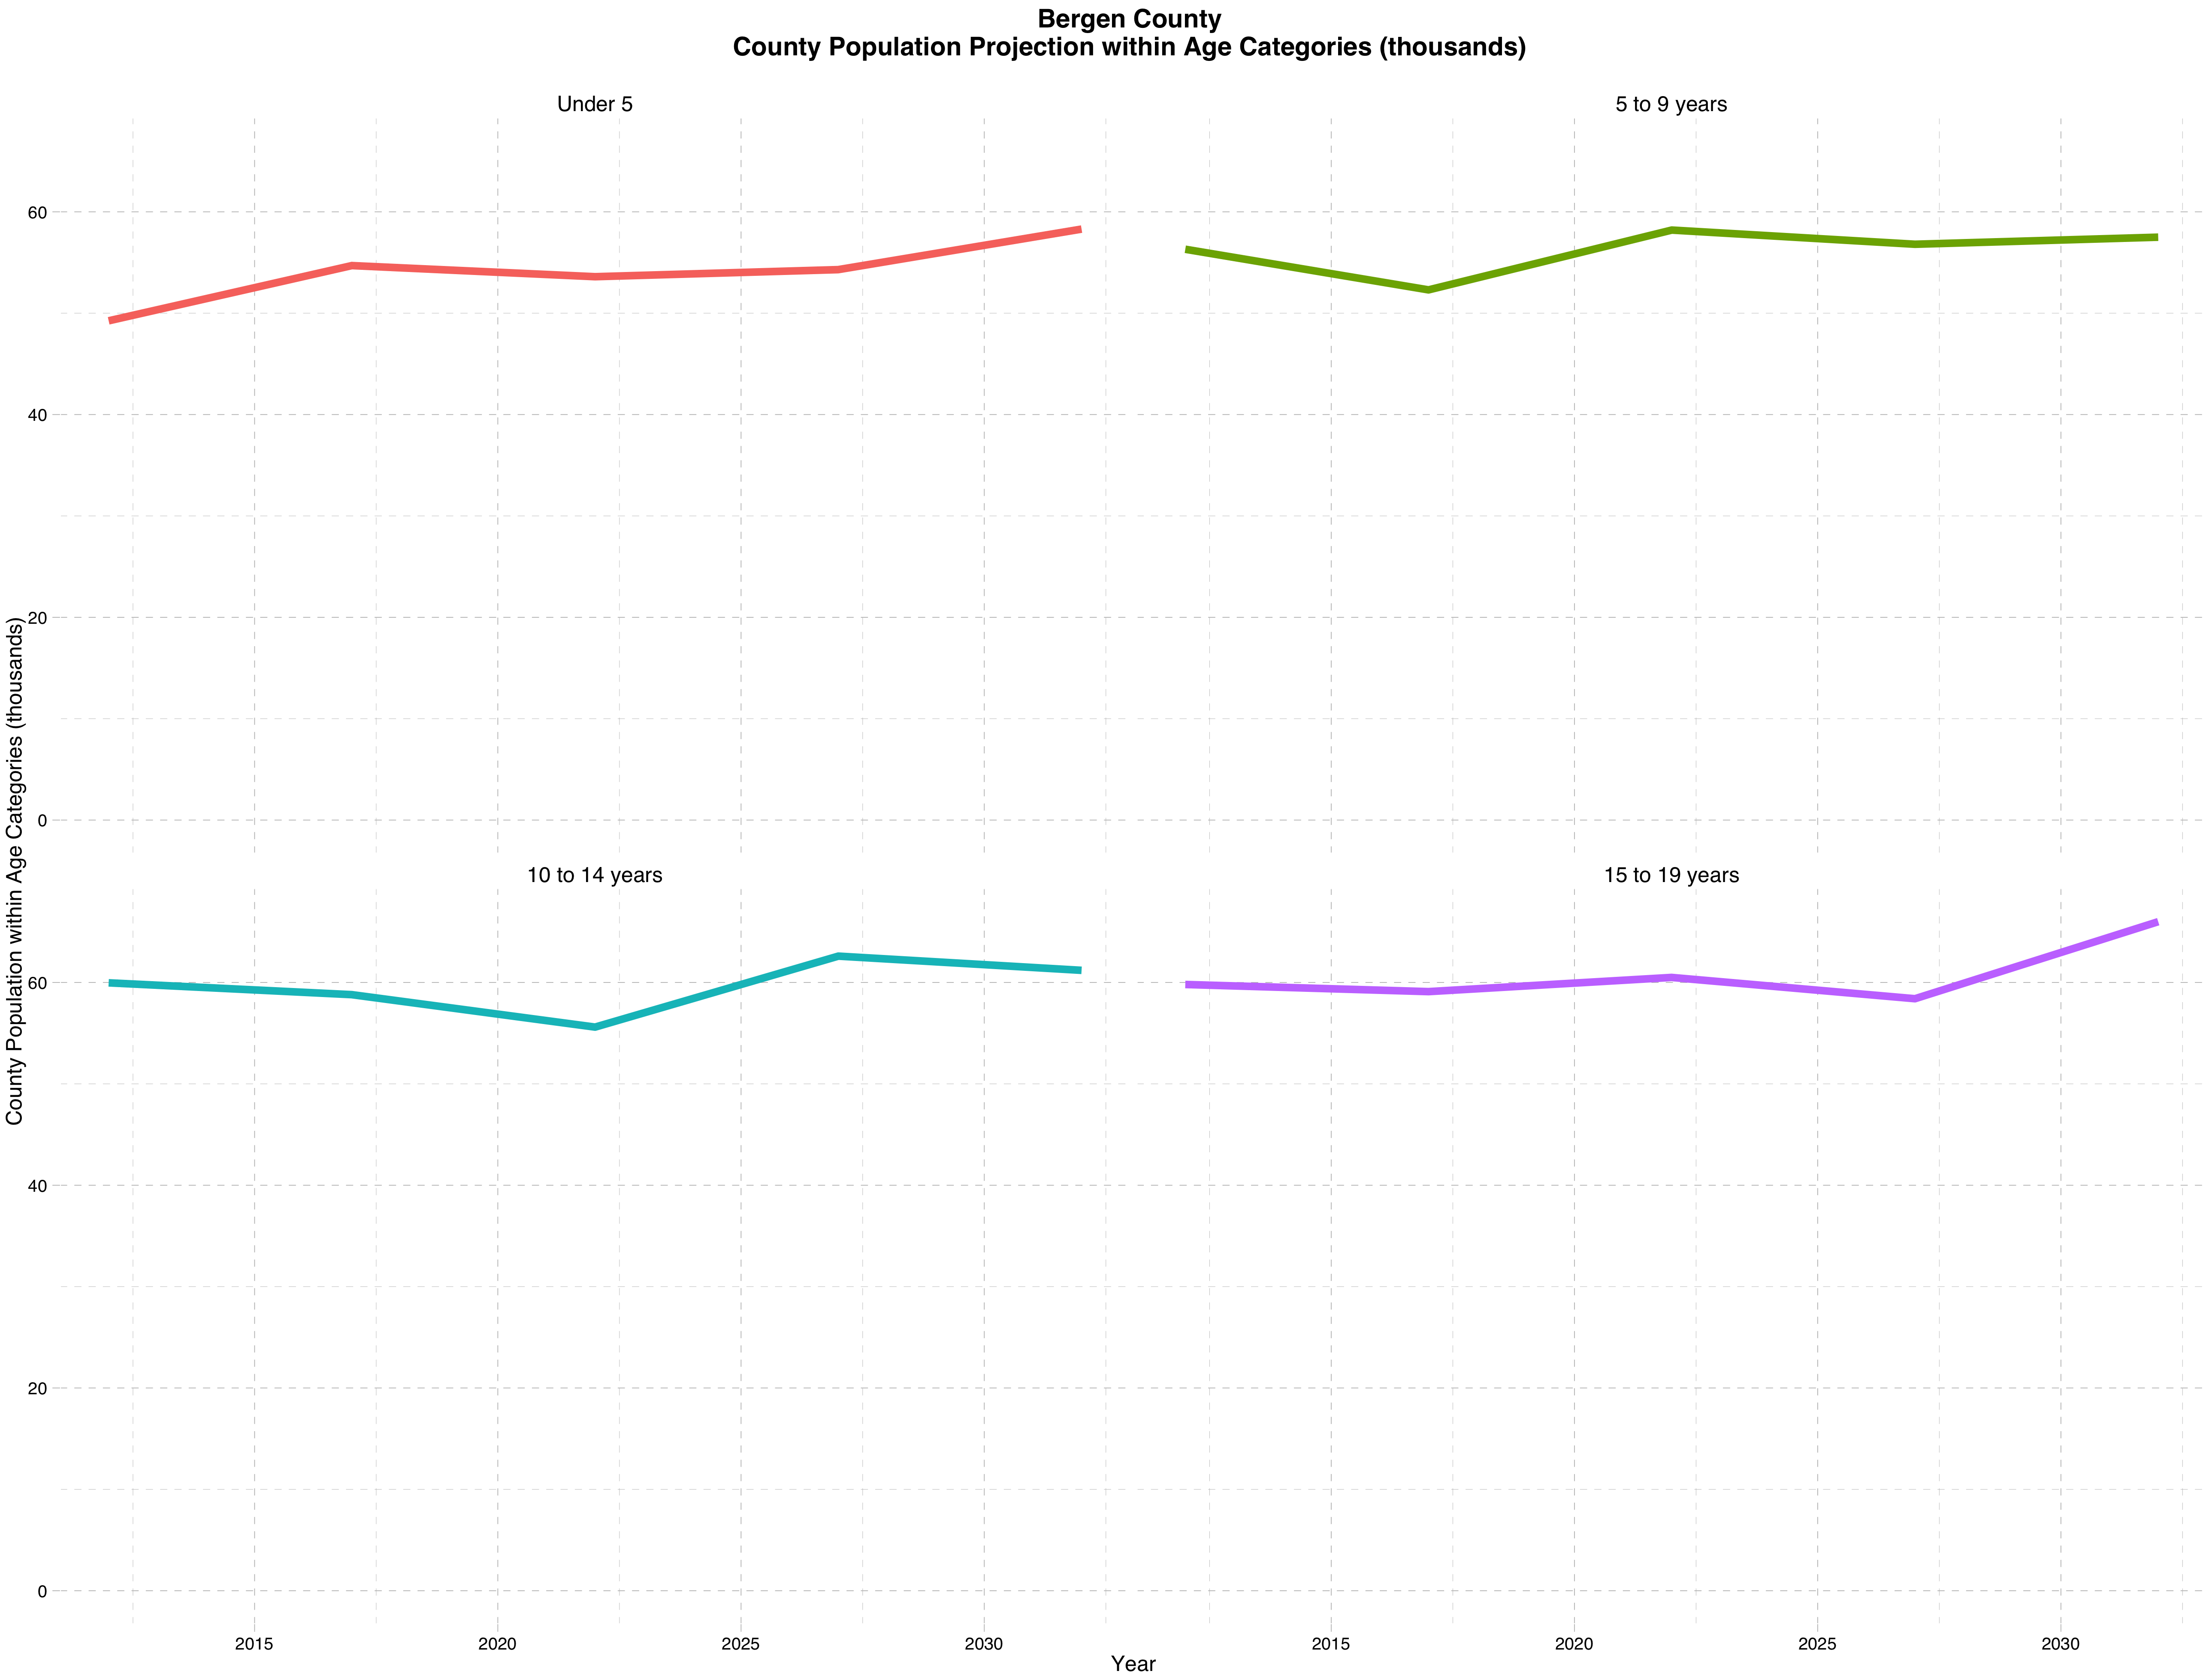 Bergen County
County Population Projection within Age Categories (thousands)
Under 5
5 to 9 years
60
40
20
0
10 to 14 years
15 to 19 years
60
40
20
0
County Population within Age Categories (thousands)
2015
2020
2025
2030
2015
2020
2025
2030
Year